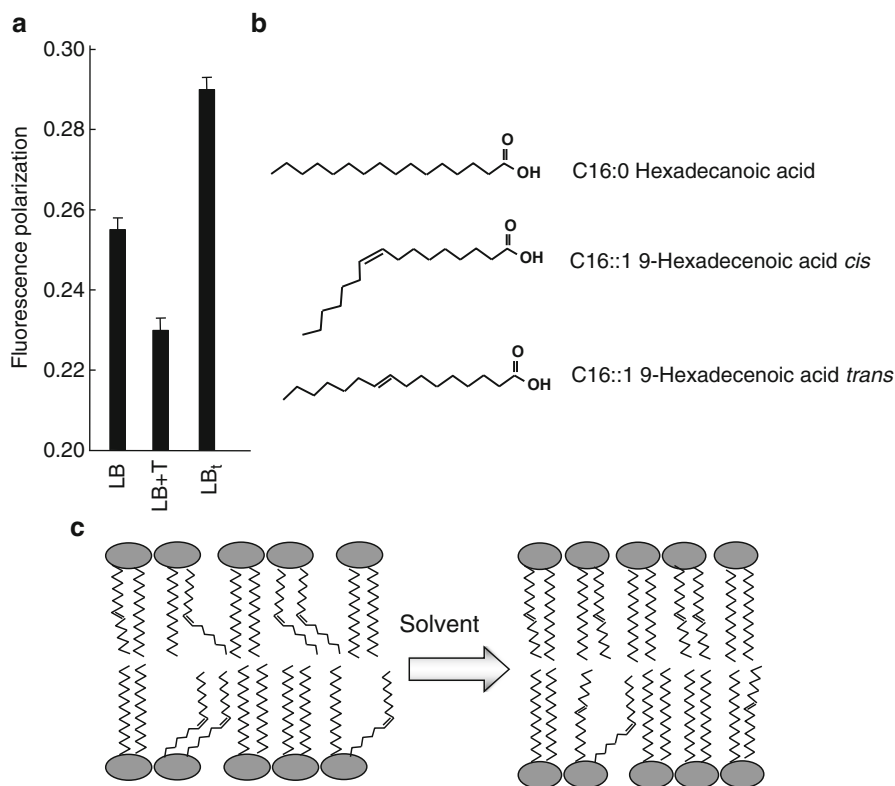 a
b
0.30
0.28
0.26
0.24
0.22
0.20
Fluorescence polarization
LB
LB+T
LBt
O
OH
C16:0 Hexadecanoic acid
O
OH
C16::1 9-Hexadecenoic acid cis
O
OH
C16::1 9-Hexadecenoic acid trans
c
Solvent